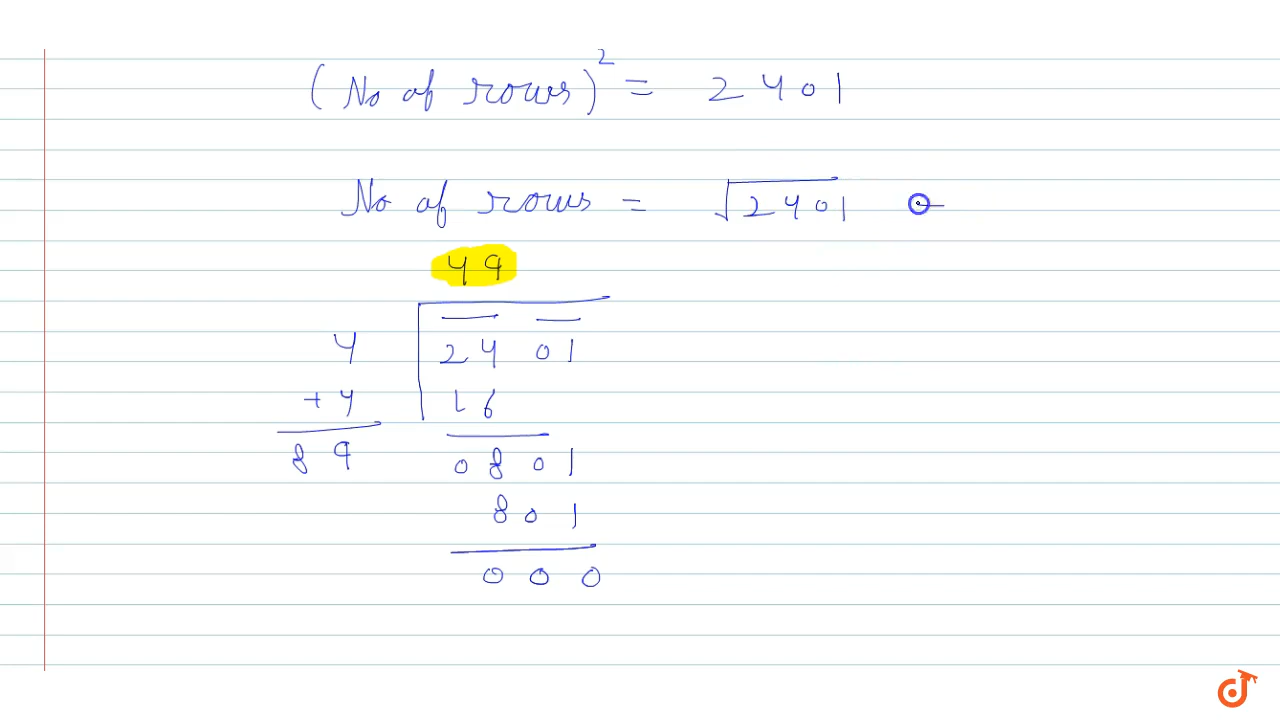 (No of rows)² = 2401
No of rows = √2401 =
49
4 24 01
+ 4 16
89 0801
801
000